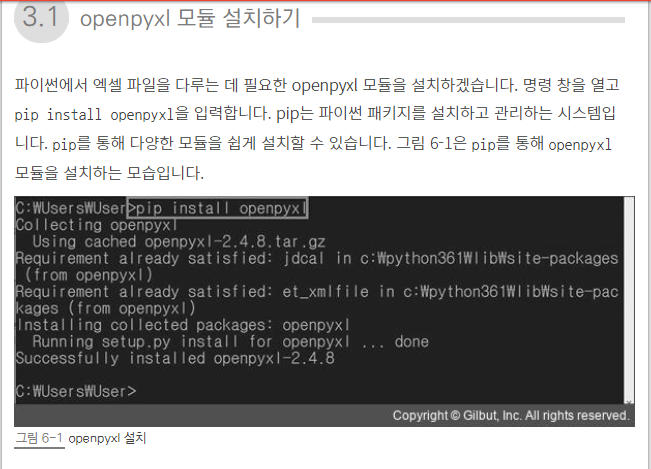 3.1 openpyxl 모듈 설치하기
파이썬에서 엑셀 파일을 다루는 데 필요한 openpyxl 모듈을 설치하겠습니다. 명령 창을 열고
pip install openpyxl을 입력합니다. pip는 파이썬 패키지를 설치하고 관리하는 시스템입
니다. pip를 통해 다양한 모듈을 쉽게 설치할 수 있습니다. 그림 6-1은 pip를 통해 openpyxl
모듈을 설치하는 모습입니다.
C:₩Users₩User>pip install openpyxl
Collecting openpyxl
Using cached openpyxl-2.4.8.tar.gz
Requirement already satisfied: jdcal in c:₩python361₩lib₩site-packages
(from openpyxl)
Requirement already satisfied: et_xmlfile in c:₩python361₩lib₩site-pac
kages (from openpyxl)
Installing collected packages: openpyxl
Running setup.py install for openpyxl ... done
Successfully installed openpyxl-2.4.8
C:₩Users₩User>
Copyright © Gilbut, Inc. All rights reserved.
그림 6-1 openpyxl 설치